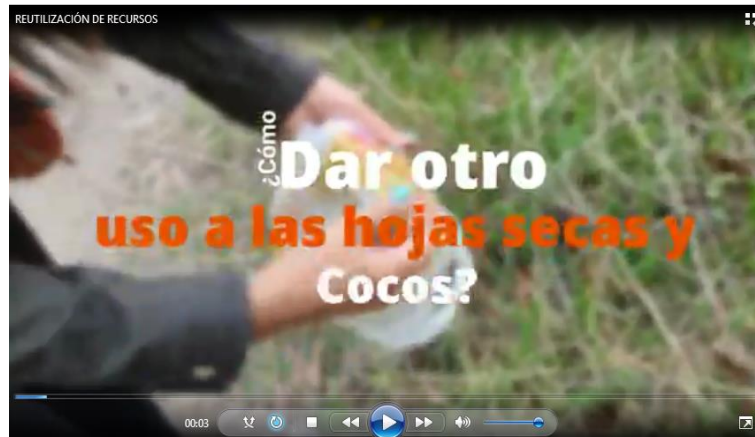 REUTILIZACIÓN DE RECURSOS
¿Cómo
Dar otro
uso a las hojas secas y
Cocos?
00:03